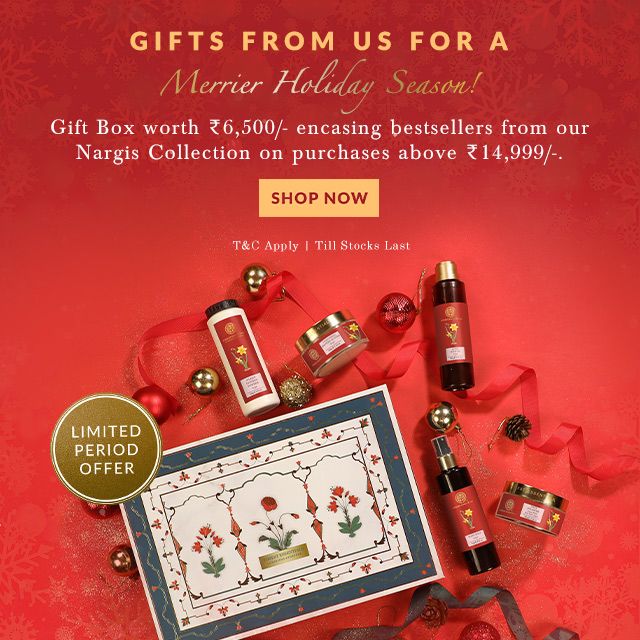 GIFTS FROM US FOR A
Merrier Holiday Season!
Gift Box worth ₹6,500/- encasing bestsellers from our
Nargis Collection on purchases above ₹14,999/-.
SHOP NOW
T&C Apply | Till Stocks Last
LIMITED
PERIOD
OFFER